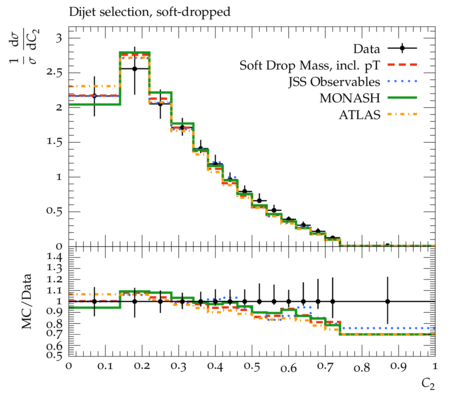 Dijet selection, soft-dropped
1/σ dσ/dC₂
3
2.5
2
1.5
1
0.5
0
Data
Soft Drop Mass, incl. pT
JSS Observables
MONASH
ATLAS
MC/Data
1.4
1.3
1.2
1.1
1
0.9
0.8
0.7
0.6
0.5
0 0.1 0.2 0.3 0.4 0.5 0.6 0.7 0.8 0.9 1
C₂